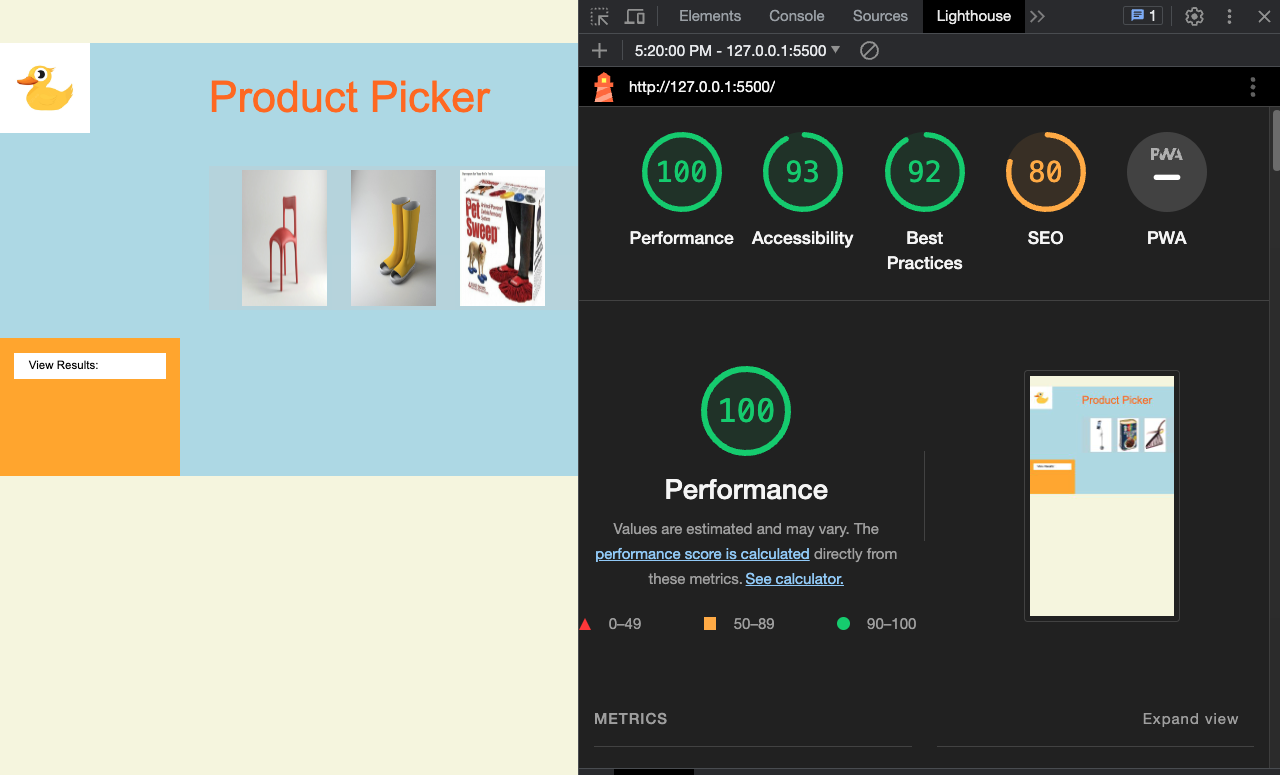 Product Picker
Pet
Sweep
View Results:
Elements Console Sources Lighthouse 1
5:20:00 PM - 127.0.0.1:5500
http://127.0.0.1:5500/
100 93 92 80 PWA
Performance Accessibility Best Practices SEO PWA
100
Performance
Values are estimated and may vary. The
performance score is calculated directly from
these metrics. See calculator.
0–49 50–89 90–100
Product Picker
METRICS Expand view